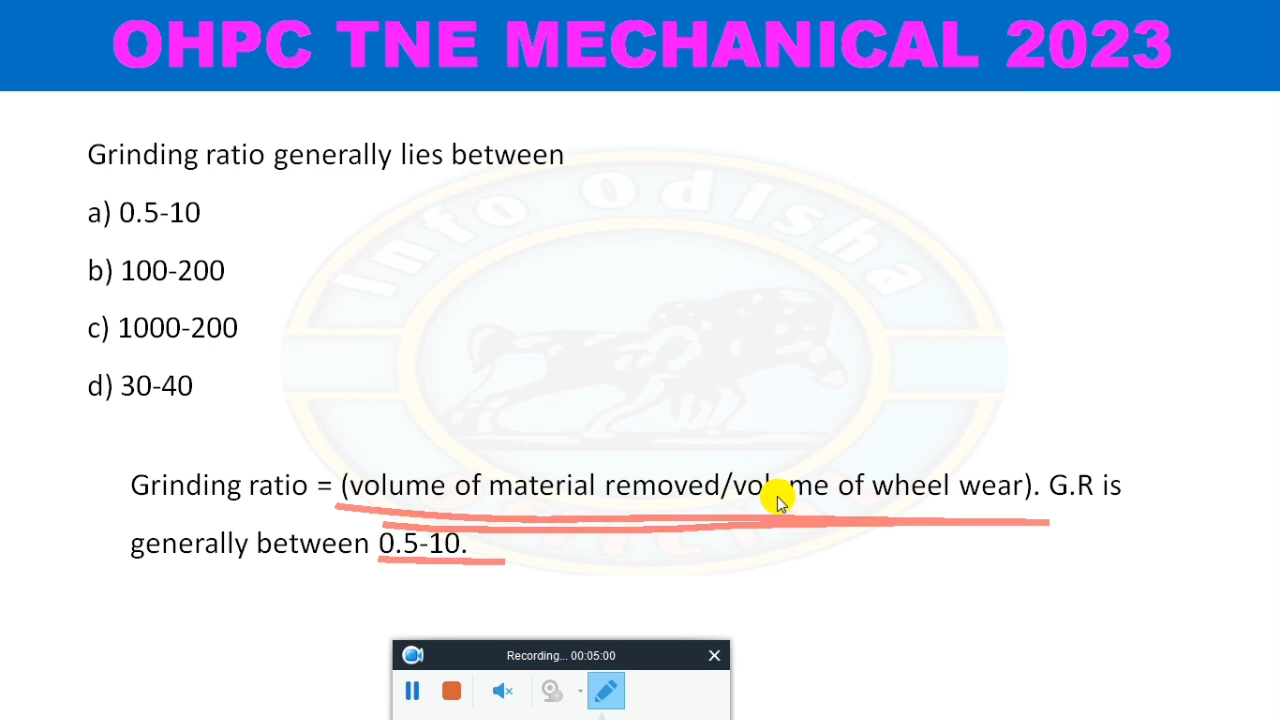 OHPC TNE MECHANICAL 2023
Info Odisha
Grinding ratio generally lies between
a) 0.5-10
b) 100-200
c) 1000-200
d) 30-40
Grinding ratio = (volume of material removed/volume of wheel wear). G.R is
generally between 0.5-10.
Recording... 00:05:00